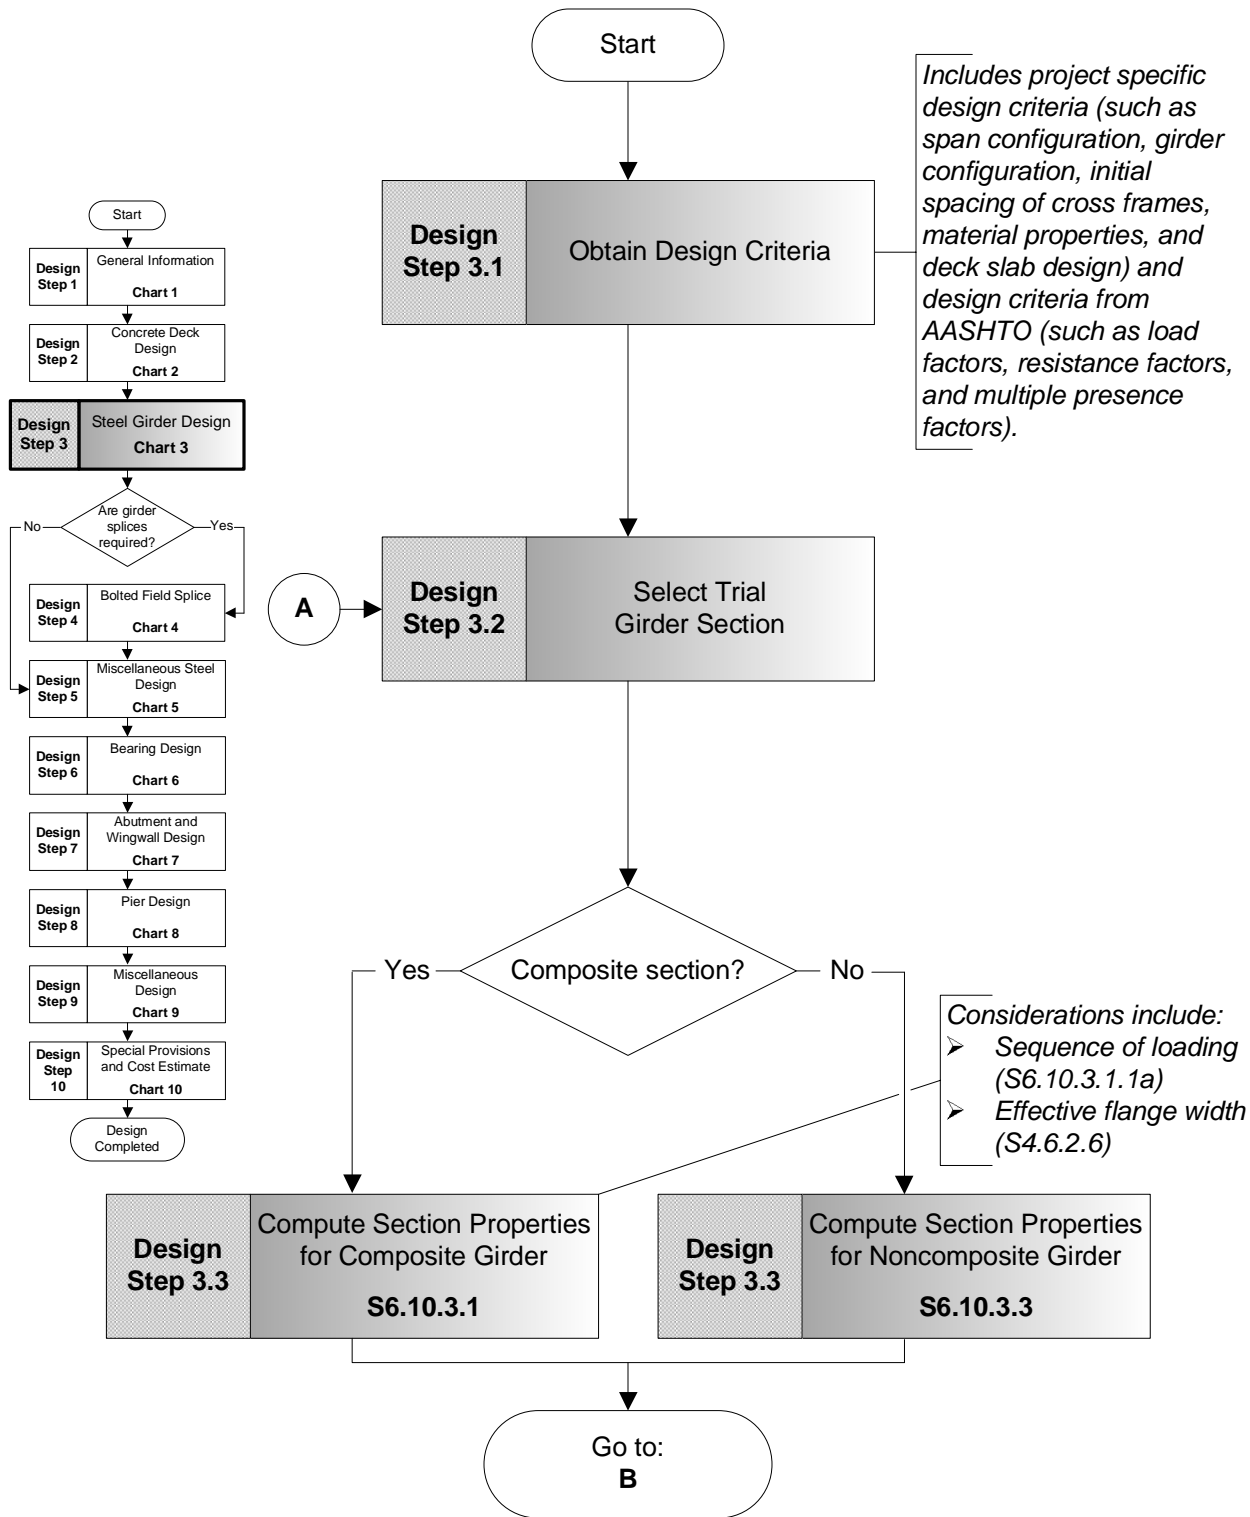 Start
General Information
Design
Step 1
Chart 1
Concrete Deck
Design
Design
Step 2
Chart 2
Steel Girder Design
Design
Step 3
Chart 3
Are girder
splices
required?
No
Yes
Bolted Field Splice
Design
Step 4
Chart 4
Miscellaneous Steel
Design
Design
Step 5
Chart 5
Bearing Design
Design
Step 6
Chart 6
Abutment and
Wingwall Design
Design
Step 7
Chart 7
Pier Design
Design
Step 8
Chart 8
Miscellaneous
Design
Design
Step 9
Chart 9
Special Provisions
and Cost Estimate
Design
Step
10
Chart 10
Design
Completed
Start
Design
Step 3.1
Obtain Design Criteria
Includes project specific
design criteria (such as
span configuration, girder
configuration, initial
spacing of cross frames,
material properties, and
deck slab design) and
design criteria from
AASHTO (such as load
factors, resistance factors,
and multiple presence
factors).
A
Design
Step 3.2
Select Trial
Girder Section
Composite section?
Yes
No
Considerations include:
➢ Sequence of loading
(S6.10.3.1.1a)
➢ Effective flange width
(S4.6.2.6)
Design
Step 3.3
Compute Section Properties
for Composite Girder
S6.10.3.1
Design
Step 3.3
Compute Section Properties
for Noncomposite Girder
S6.10.3.3
Go to:
B